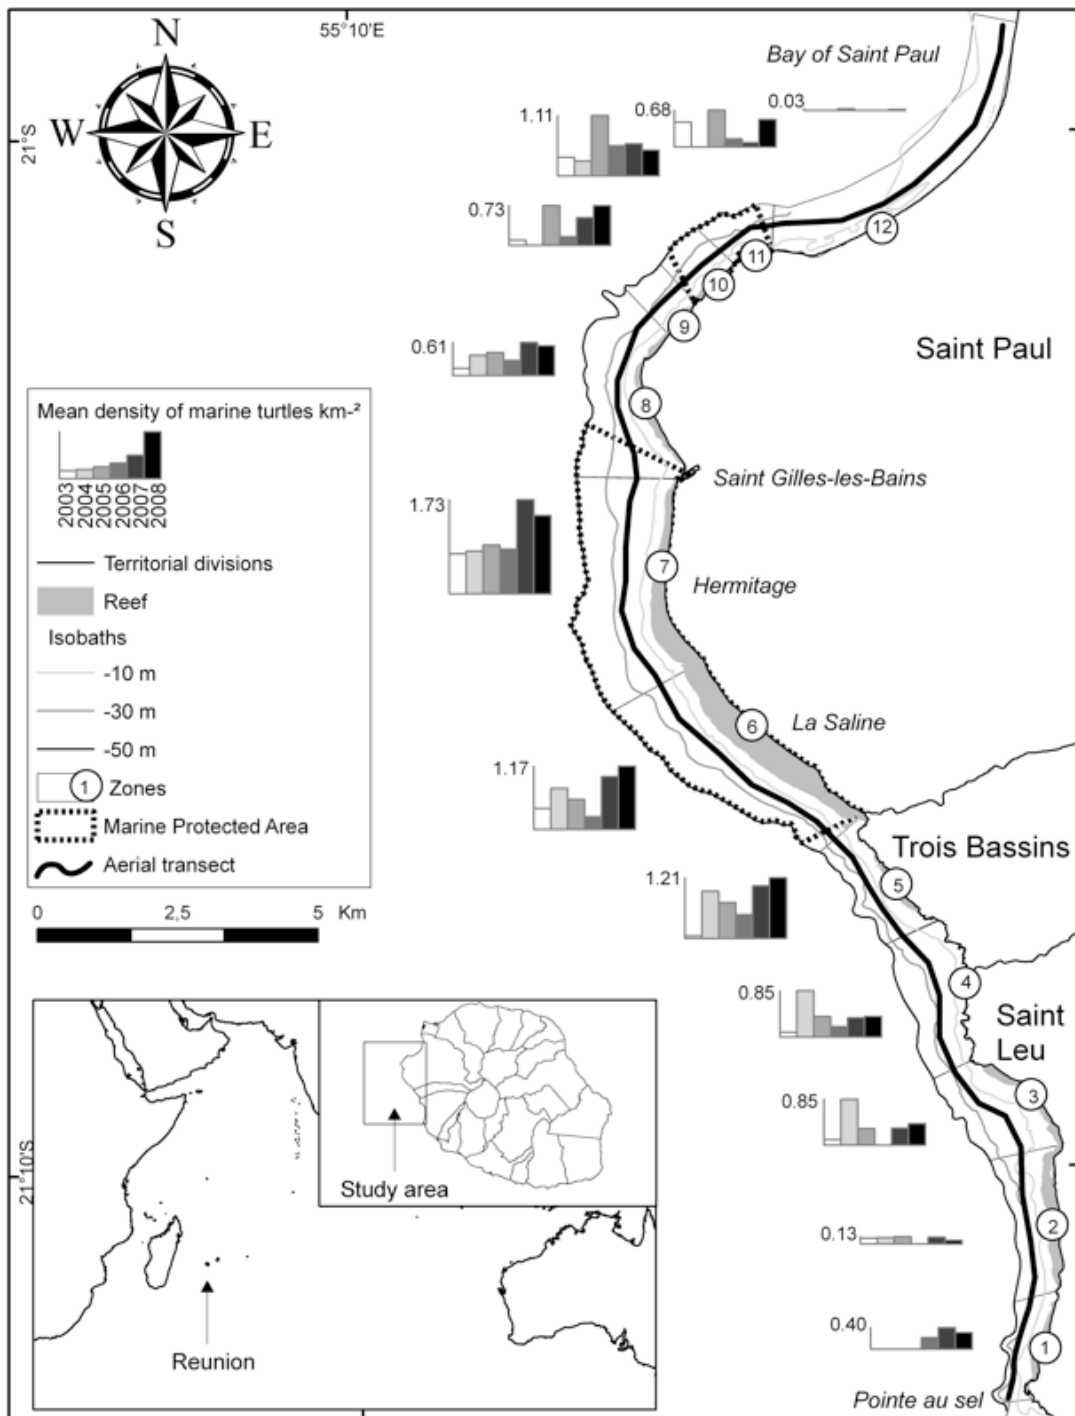 55°10'E
N
W
E
S
21°S
Bay of Saint Paul
1.11
0.68
0.03
0.73
12
11
10
9
0.61
Saint Paul
8
Mean density of marine turtles km-²
2003
2004
2005
2006
2007
2008
Territorial divisions
Reef
Isobaths
-10 m
-30 m
-50 m
1 Zones
Marine Protected Area
Aerial transect
0 2,5 5 Km
Saint Gilles-les-Bains
1.73
7
Hermitage
6
La Saline
1.17
Trois Bassins
5
1.21
4
0.85
Saint
Leu
3
0.85
2
0.13
0.40
1
Pointe au sel
21°10'S
Study area
Reunion